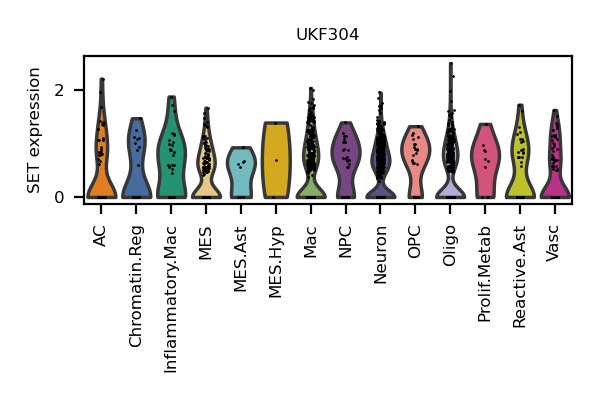 UKF304
SET expression
2
0
AC
Chromatin.Reg
Inflammatory.Mac
MES
MES.Ast
MES.Hyp
Mac
NPC
Neuron
OPC
Oligo
Prolif.Metab
Reactive.Ast
Vasc